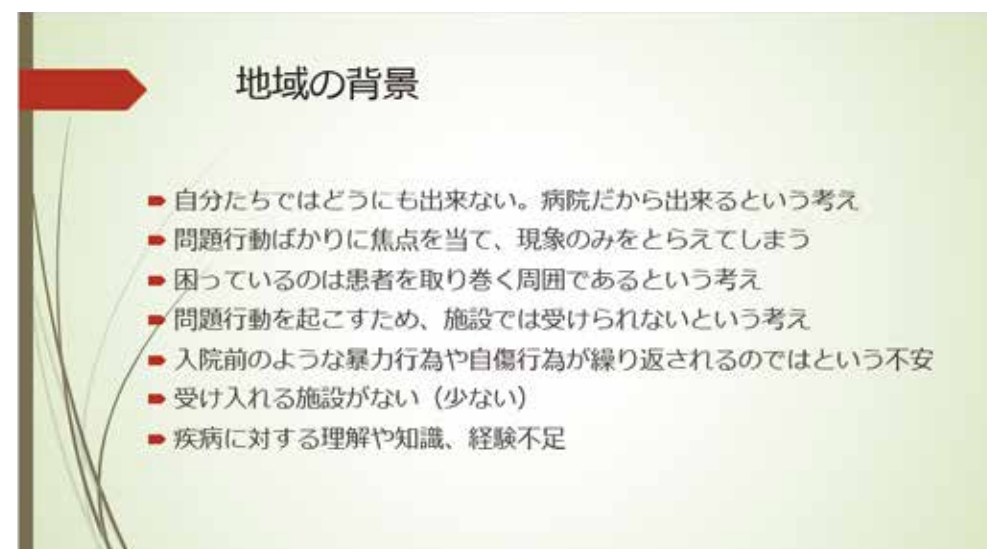 地域の背景
自分たちではどうにも出来ない。病院だから出来るという考え
問題行動ばかりに焦点を当て、現象のみをとらえてしまう
困っているのは患者を取り巻く周囲であるという考え
問題行動を起こすため、施設では受けられないという考え
入院前のような暴力行為や自傷行為が繰り返されるのではという不安
受け入れる施設がない（少ない）
疾病に対する理解や知識、経験不足